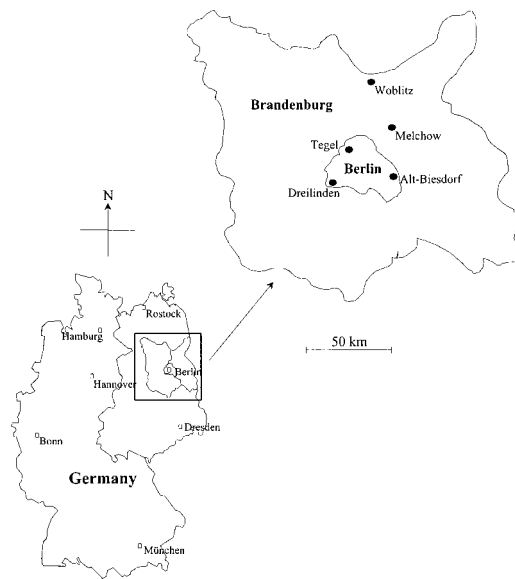 Woblitz
Brandenburg
Melchow
Tegel
Berlin
Alt-Biesdorf
Dreilinden
N
Rostock
Hamburg
50 km
Berlin
Hannover
Dresden
Bonn
Germany
München